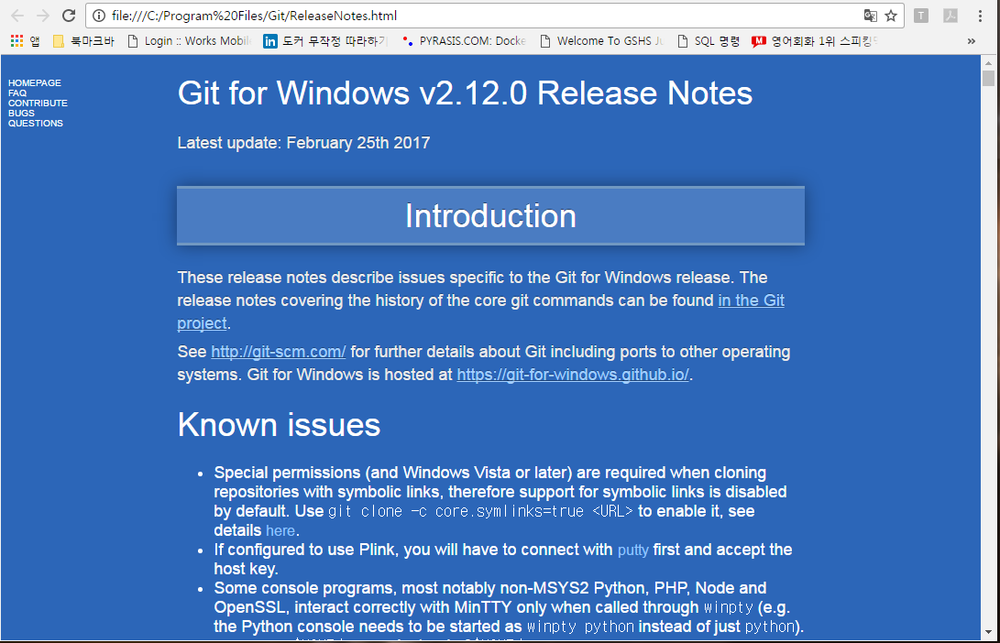 file:///C:/Program%20Files/Git/ReleaseNotes.html
앱 북마크바 Login :: Works Mobil 도커 무작정 따라하기 PYRASIS.COM: Docke Welcome To GSHS Ju SQL 명령 영어회화 1위 스피킹 »
HOMEPAGE
FAQ
CONTRIBUTE
BUGS
QUESTIONS
Git for Windows v2.12.0 Release Notes
Latest update: February 25th 2017
Introduction
These release notes describe issues specific to the Git for Windows release. The
release notes covering the history of the core git commands can be found in the Git
project.
See http://git-scm.com/ for further details about Git including ports to other operating
systems. Git for Windows is hosted at https://git-for-windows.github.io/.
Known issues
• Special permissions (and Windows Vista or later) are required when cloning
repositories with symbolic links, therefore support for symbolic links is disabled
by default. Use git clone -c core.symlinks=true <URL> to enable it, see
details here.
• If configured to use Plink, you will have to connect with putty first and accept the
host key.
• Some console programs, most notably non-MSYS2 Python, PHP, Node and
OpenSSL, interact correctly with MinTTY only when called through winpty (e.g.
the Python console needs to be started as winpty python instead of just python).